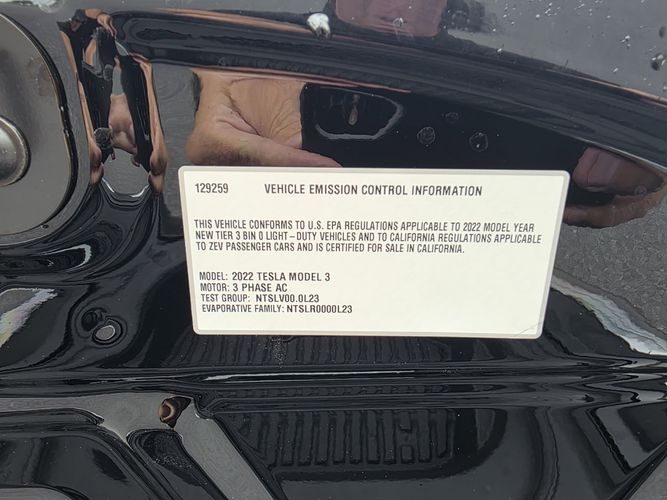 129259 VEHICLE EMISSION CONTROL INFORMATION
THIS VEHICLE CONFORMS TO U.S. EPA REGULATIONS APPLICABLE TO 2022 MODEL YEAR
NEW TIER 3 BIN 0 LIGHT-DUTY VEHICLES AND TO CALIFORNIA REGULATIONS APPLICABLE
TO ZEV PASSENGER CARS AND IS CERTIFIED FOR SALE IN CALIFORNIA.
MODEL: 2022 TESLA MODEL 3
MOTOR: 3 PHASE AC
TEST GROUP: NTSLV00.0L23
EVAPORATIVE FAMILY: NTSLR0000L23